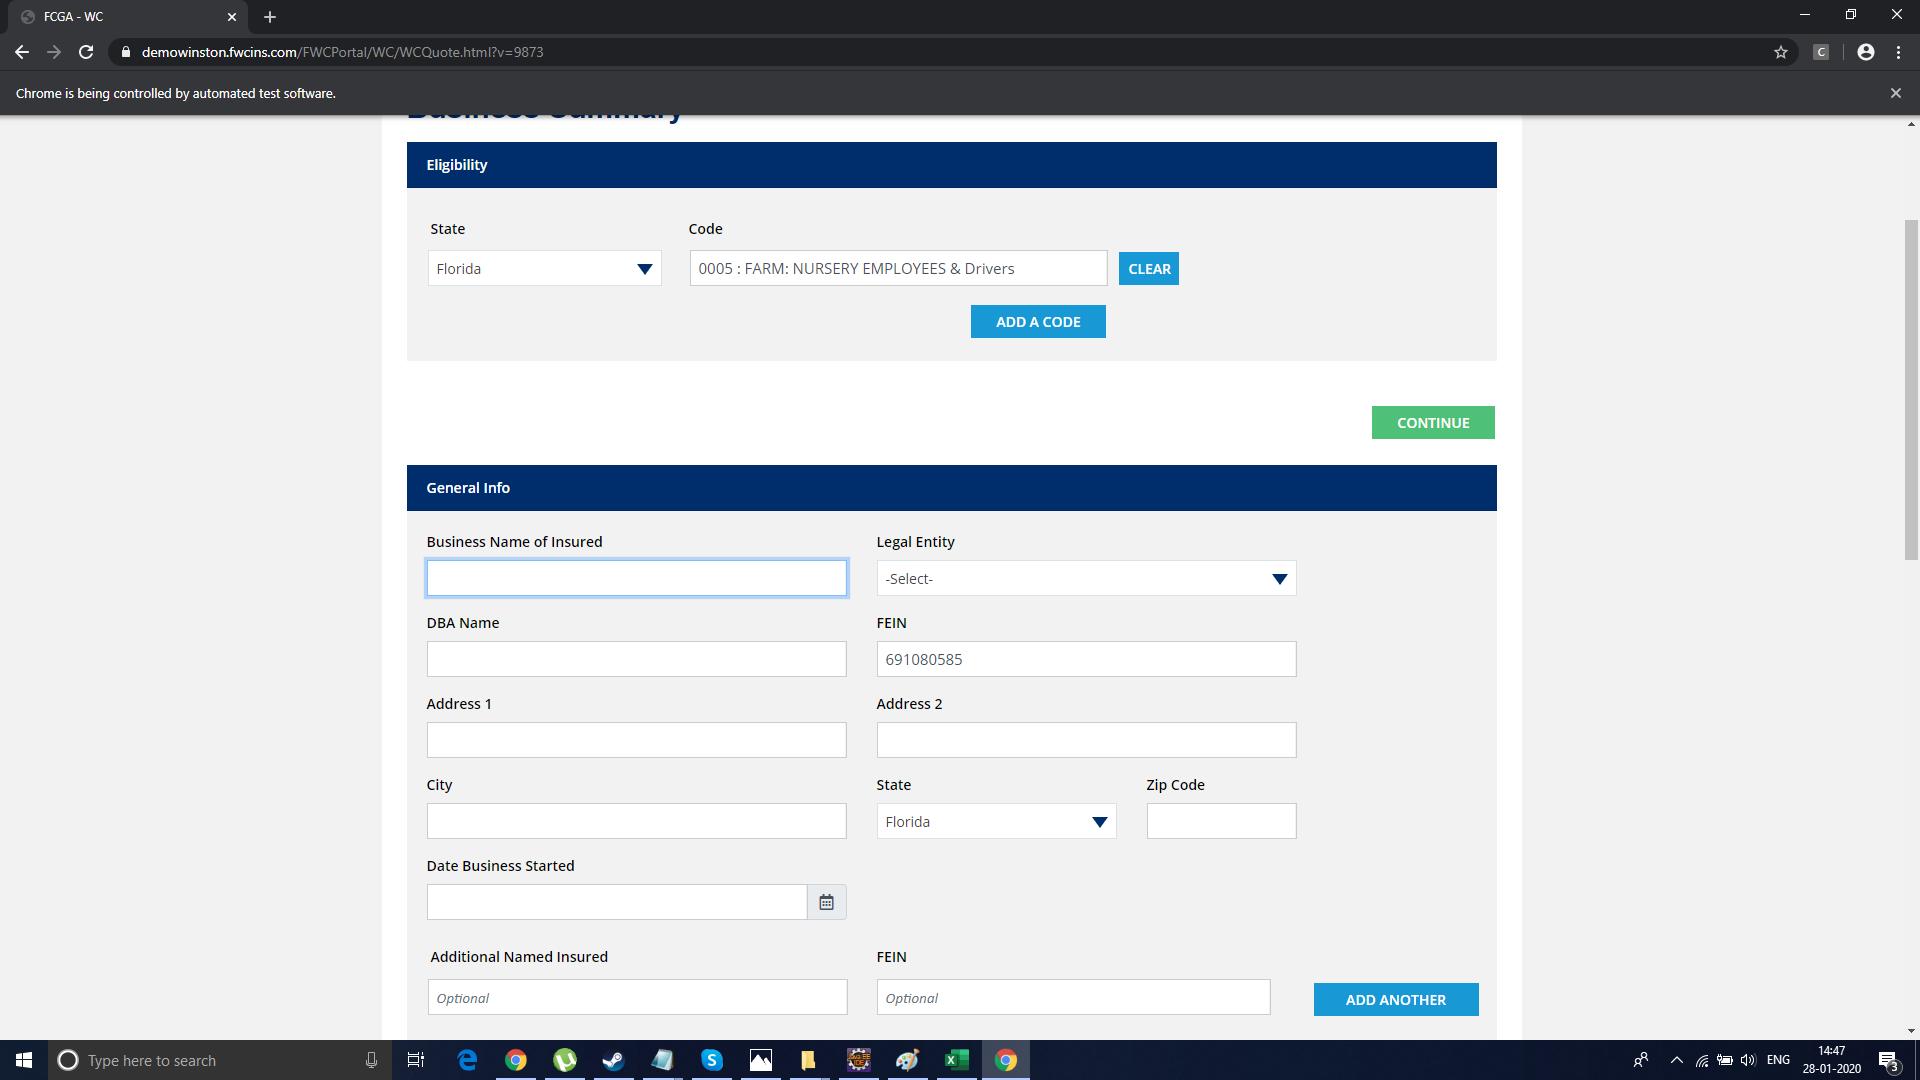 FCGA - WC
demowinston.fwcins.com/FWCPortal/WC/WCQuote.html?v=9873
C
Chrome is being controlled by automated test software.
Business Summary
Eligibility
State
Code
Florida
0005 : FARM: NURSERY EMPLOYEES & Drivers
CLEAR
ADD A CODE
CONTINUE
General Info
Business Name of Insured
Legal Entity
-Select-
DBA Name
FEIN
691080585
Address 1
Address 2
City
State
Zip Code
Florida
Date Business Started
Additional Named Insured
FEIN
Optional
Optional
ADD ANOTHER
Type here to search
ENG
14:47
28-01-2020
3